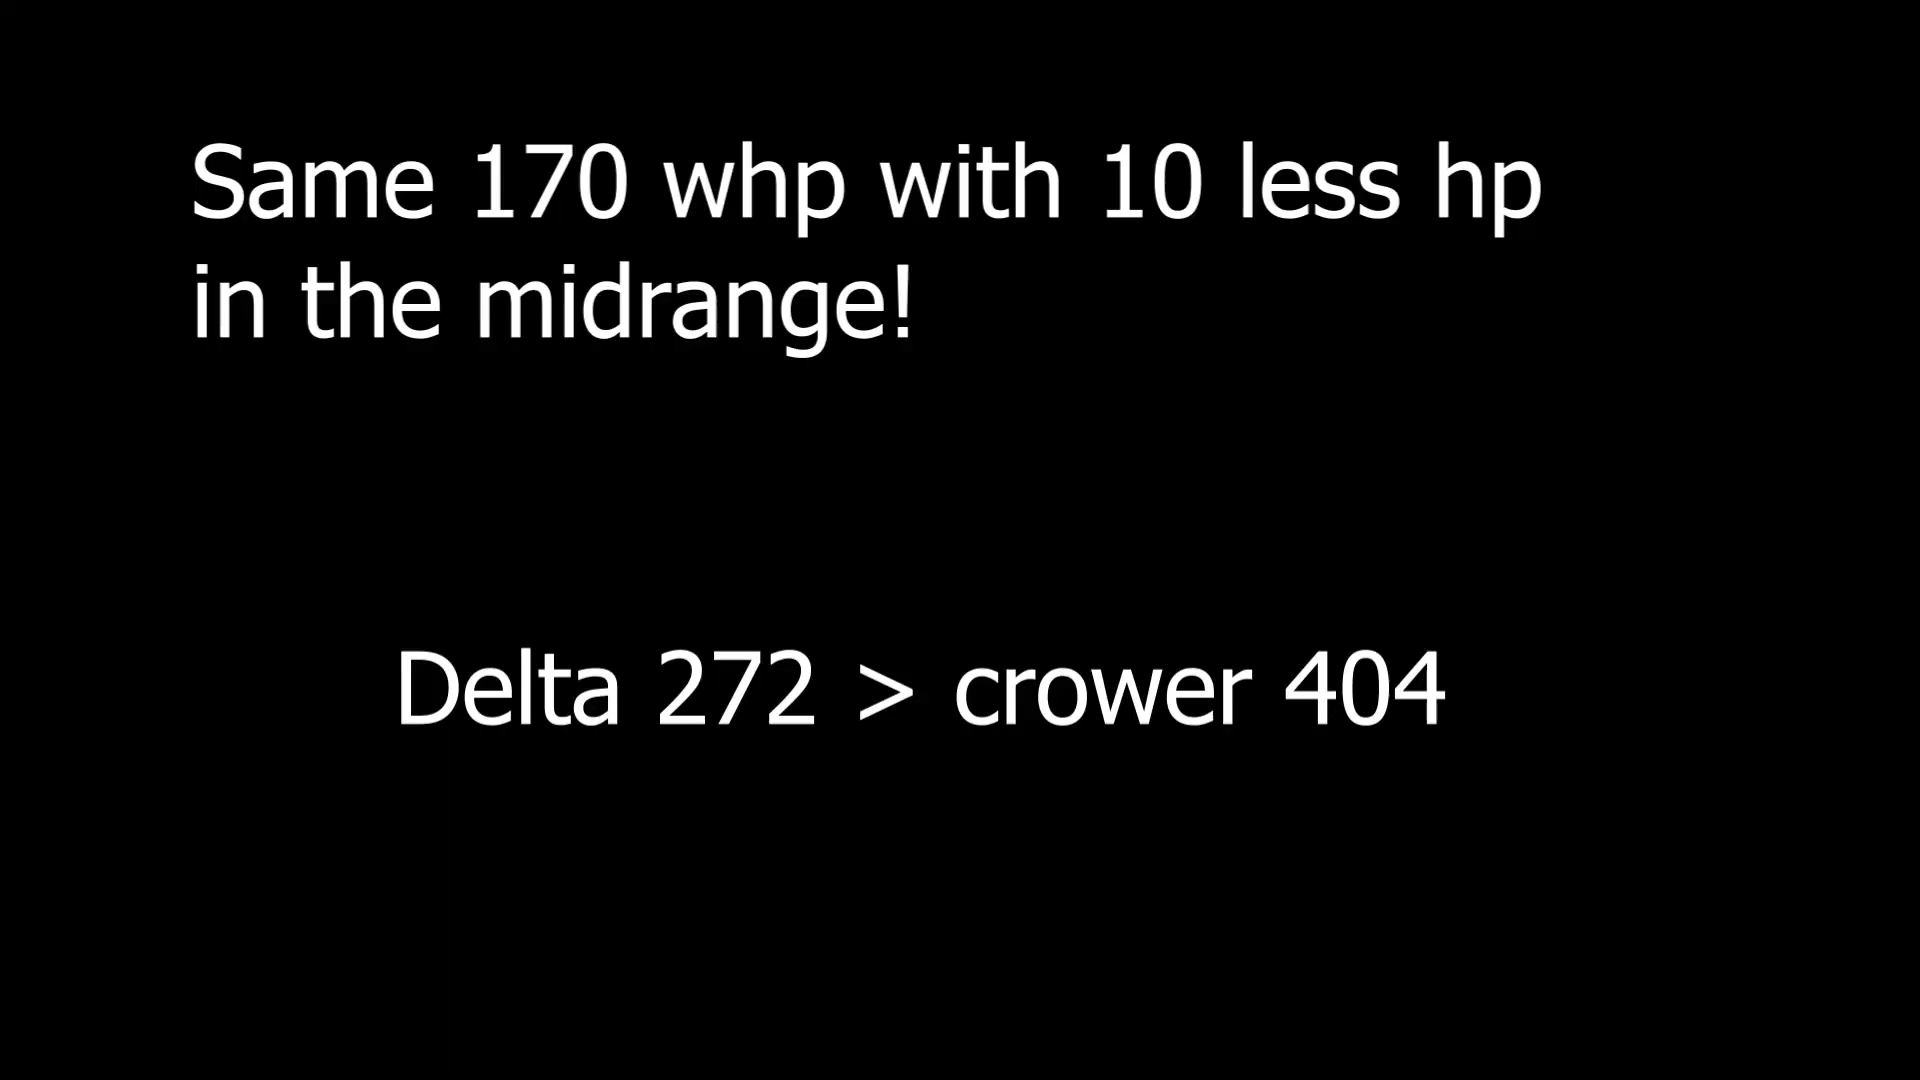 Same 170 whp with 10 less hp
in the midrange!
Delta 272 > crower 404